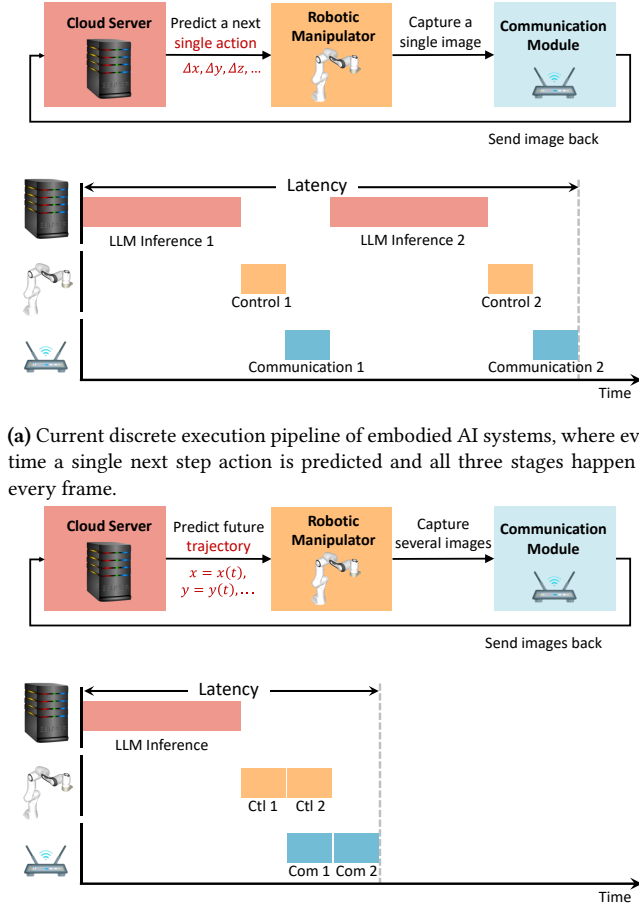 Cloud Server
Predict a next
single action
Δx, Δy, Δz, ...
Robotic
Manipulator
Capture a
single image
Communication
Module
Send image back
Latency
LLM Inference 1
LLM Inference 2
Control 1
Control 2
Communication 1
Communication 2
Time
(a) Current discrete execution pipeline of embodied AI systems, where ev
time a single next step action is predicted and all three stages happen
every frame.
Cloud Server
Predict future
trajectory
x = x(t),
y = y(t), ...
Robotic
Manipulator
Capture
several images
Communication
Module
Send images back
Latency
LLM Inference
Ctl 1
Ctl 2
Com 1
Com 2
Time